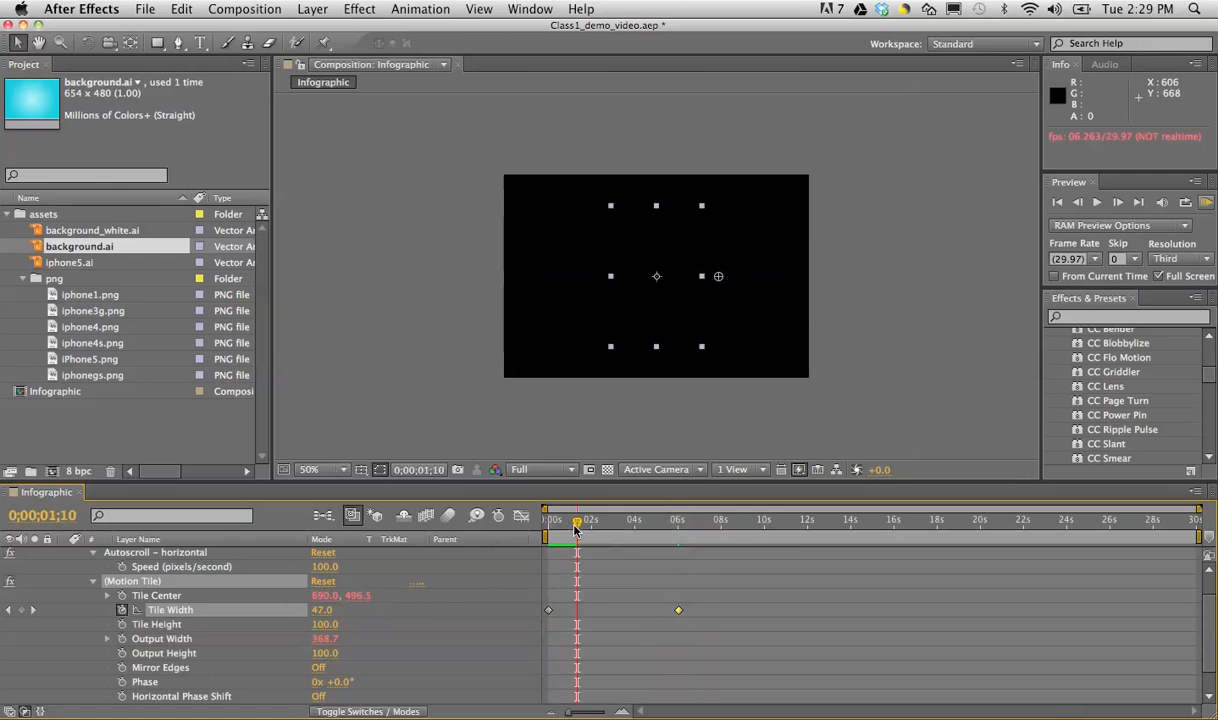 After Effects File Edit Composition Layer Effect Animation View Window Help 7 Tue 2:29 PM
Class1_demo_video.aep *
Workspace: Standard Search Help
Project
background.ai , used 1 time
654 x 480 (1.00)
Millions of Colors+ (Straight)
Name Type
assets Folder
background_white.ai Vector Ar
background.ai Vector Ar
iphone5.ai Vector Ar
png Folder
iphone1.png PNG file
iphone3g.png PNG file
iphone4.png PNG file
iphone4s.png PNG file
iPhone5.png PNG file
iphonegs.png PNG file
Infographic Composi
8 bpc
Composition: Infographic
Infographic
50% 0;00;01;10 Full Active Camera 1 View +0.0
Info Audio
R : X : 606
G : Y : 668
B :
A : 0
fps: 06.263/29.97 (NOT realtime)
Preview
RAM Preview Options
Frame Rate Skip Resolution
(29.97) 0 Third
From Current Time Full Screen
Effects & Presets
CC Bender
CC Blobbylize
CC Flo Motion
CC Griddler
CC Lens
CC Page Turn
CC Power Pin
CC Ripple Pulse
CC Slant
CC Smear
Infographic
0;00;01;10
# Layer Name Mode T TrkMat Parent
:00s 02s 04s 06s 08s 10s 12s 14s 16s 18s 20s 22s 24s 26s 28s 30s
fx Autoscroll - horizontal Reset
Speed (pixels/second) 100.0
fx (Motion Tile) Reset .....
Tile Center 690.0, 496.5
Tile Width 47.0
Tile Height 100.0
Output Width 368.7
Output Height 100.0
Mirror Edges Off
Phase 0x +0.0°
Horizontal Phase Shift Off
Toggle Switches / Modes